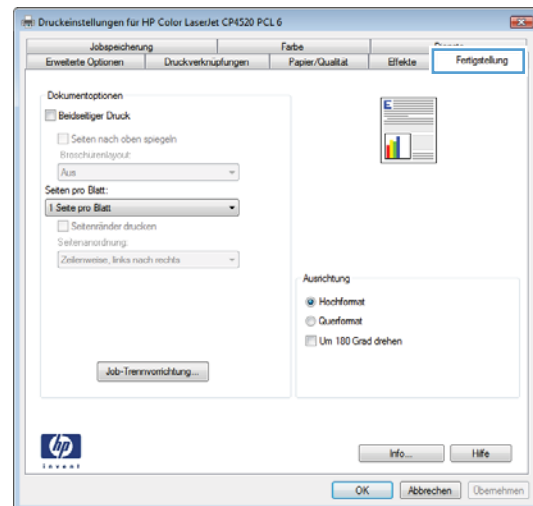 Druckeinstellungen für HP Color LaserJet CP4520 PCL 6
Jobspeicherung Farbe
Erweiterte Optionen Druckverknüpfungen Papier/Qualität Effekte Fertigstellung
Dokumentoptionen
Beidseitiger Druck
Seiten nach oben spiegeln
Broschürenlayout:
Aus
Seiten pro Blatt:
1 Seite pro Blatt
Seitenränder drucken
Seitenanordnung:
Zeilenweise, links nach rechts
Job-Trennvorrichtung...
E
Ausrichtung
Hochformat
Querformat
Um 180 Grad drehen
hp
invent
Info... Hilfe
OK Abbrechen Übernehmen